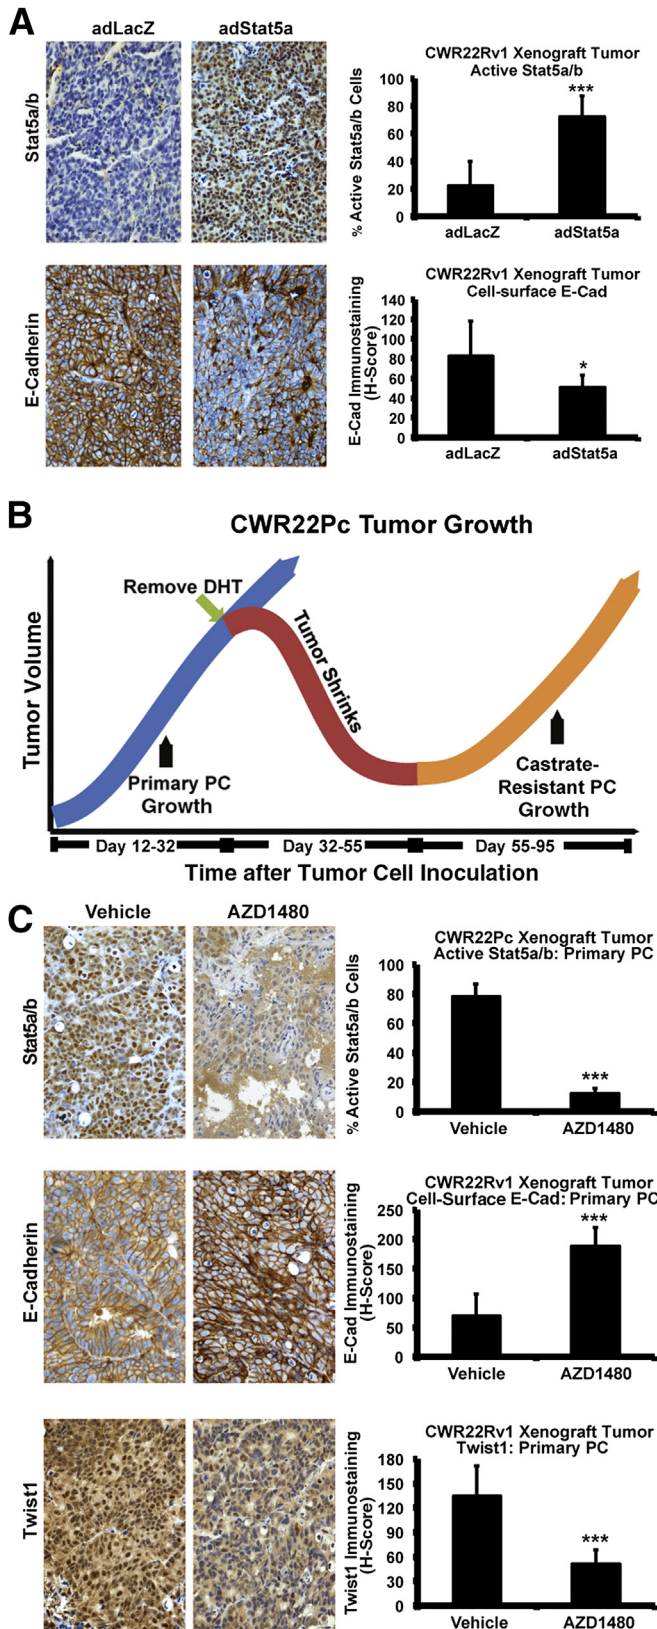 A
adLacZ
adStat5a
Stat5a/b
E-Cadherin
CWR22Rv1 Xenograft Tumor
Active Stat5a/b
% Active Stat5a/b Cells
100
80
60
40
20
0
***
adLacZ
adStat5a
CWR22Rv1 Xenograft Tumor
Cell-surface E-Cad
E-Cad Immunostaining
(H-Score)
140
120
100
80
60
40
20
0
*
adLacZ
adStat5a
B
CWR22Pc Tumor Growth
Tumor Volume
Remove DHT
Tumor Shrinks
Primary PC
Growth
Castrate-
Resistant PC
Growth
Day 12-32
Day 32-55
Day 55-95
Time after Tumor Cell Inoculation
C
Vehicle
AZD1480
Stat5a/b
E-Cadherin
Twist1
CWR22Pc Xenograft Tumor
Active Stat5a/b: Primary PC
% Active Stat5a/b Cells
100
80
60
40
20
0
***
Vehicle
AZD1480
CWR22Rv1 Xenograft Tumor
Cell-Surface E-Cad: Primary PC
E-Cad Immunostaining
(H-Score)
250
200
150
100
50
0
***
Vehicle
AZD1480
CWR22Rv1 Xenograft Tumor
Twist1: Primary PC
Twist1 Immunostaining
(H-Score)
180
150
120
90
60
30
0
***
Vehicle
AZD1480